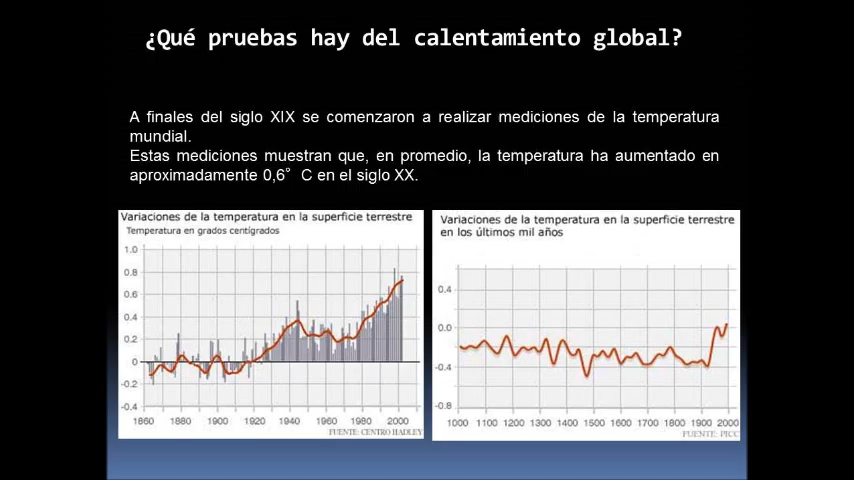 ¿Qué pruebas hay del calentamiento global?
A finales del siglo XIX se comenzaron a realizar mediciones de la temperatura
mundial.
Estas mediciones muestran que, en promedio, la temperatura ha aumentado en
aproximadamente 0,6° C en el siglo XX.
Variaciones de la temperatura en la superficie terrestre
Temperatura en grados centígrados
1.0
0.8
0.6
0.4
0.2
0
-0.2
-0.4
1860 1880 1900 1920 1940 1960 1980 2000
FUENTE: CENTRO HADLEY
Variaciones de la temperatura en la superficie terrestre
en los últimos mil años
0.4
0.0
-0.4
-0.8
1000 1100 1200 1300 1400 1500 1600 1700 1800 1900 2000
FUENTE: PICC